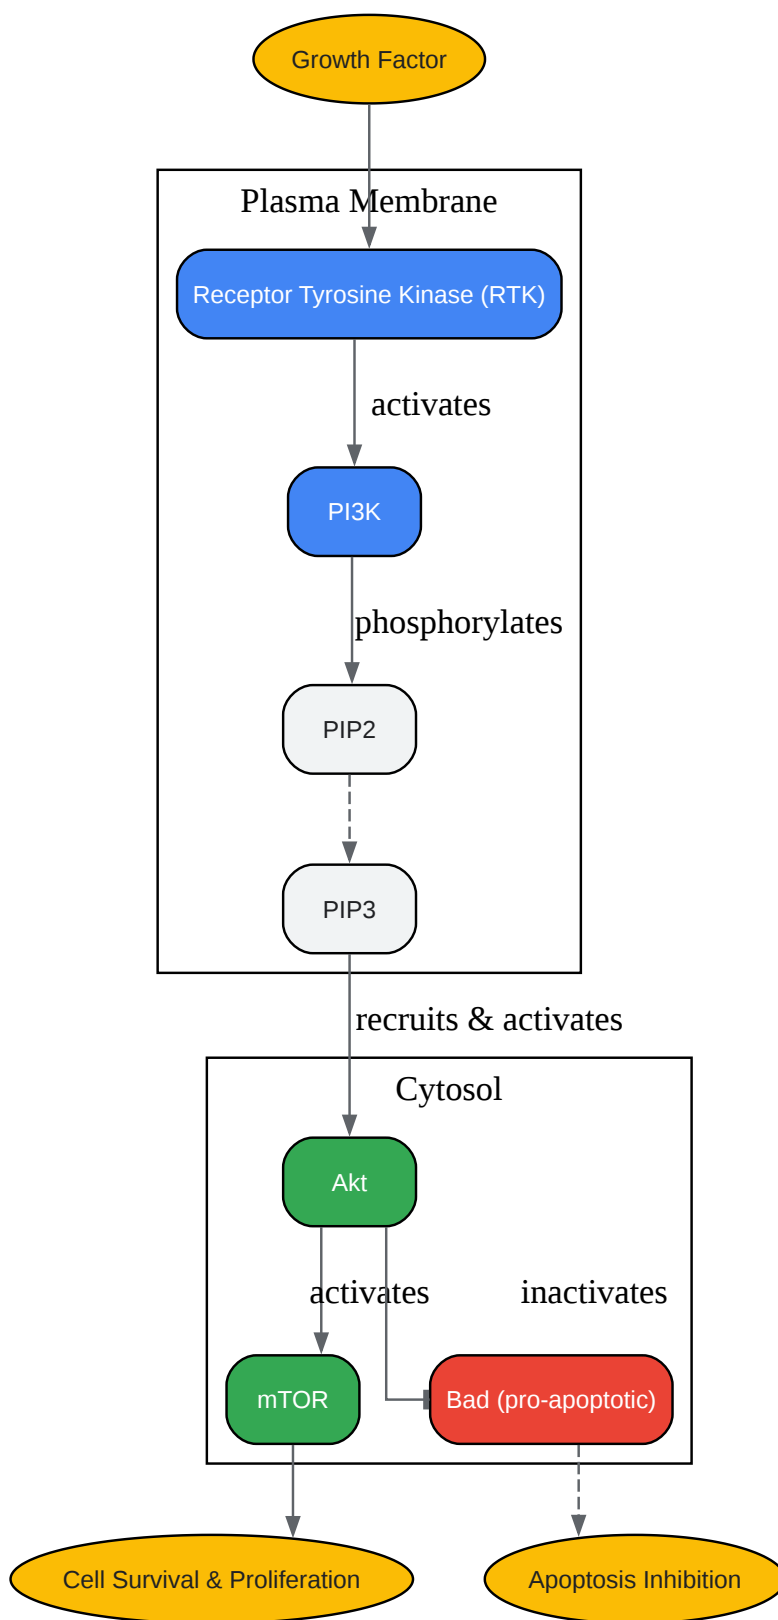 Growth Factor
Plasma Membrane
Receptor Tyrosine Kinase (RTK)
activates
PI3K
phosphorylates
PIP2
PIP3
recruits & activates
Cytosol
Akt
activates
inactivates
mTOR
Bad (pro-apoptotic)
Cell Survival & Proliferation
Apoptosis Inhibition